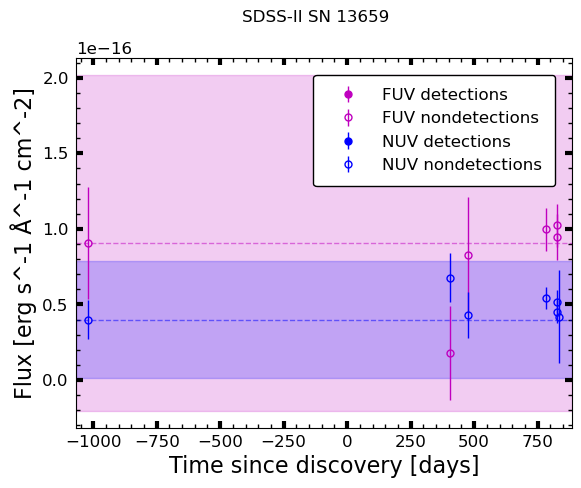 SDSS-II SN 13659
1e−16
2.0
1.5
1.0
0.5
0.0
Flux [erg s^-1 Å^-1 cm^-2]
FUV detections
FUV nondetections
NUV detections
NUV nondetections
−1000 −750 −500 −250 0 250 500 750
Time since discovery [days]